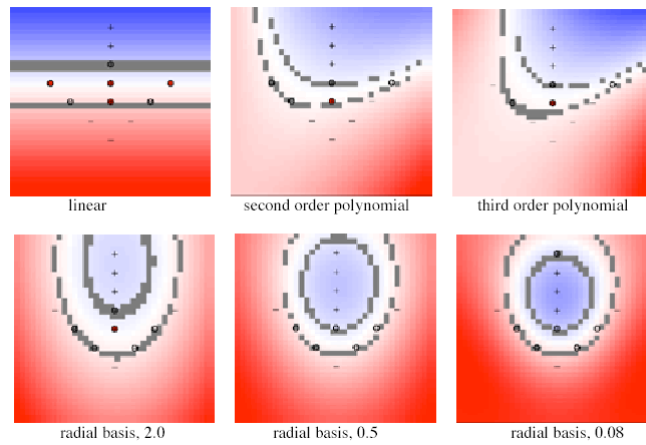 linear
second order polynomial
third order polynomial
radial basis, 2.0
radial basis, 0.5
radial basis, 0.08